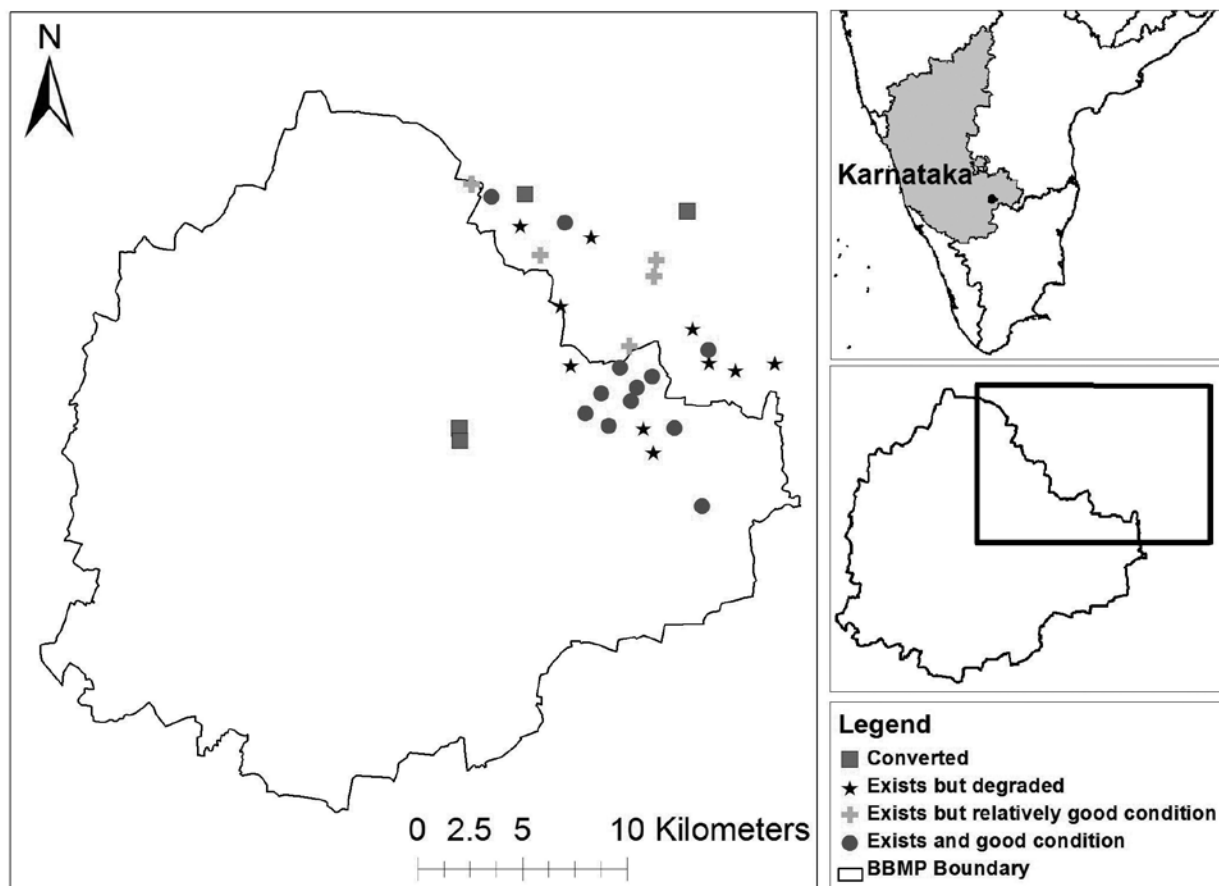 N
0 2.5 5 10 Kilometers
Karnataka
Legend
Converted
Exists but degraded
Exists but relatively good condition
Exists and good condition
BBMP Boundary